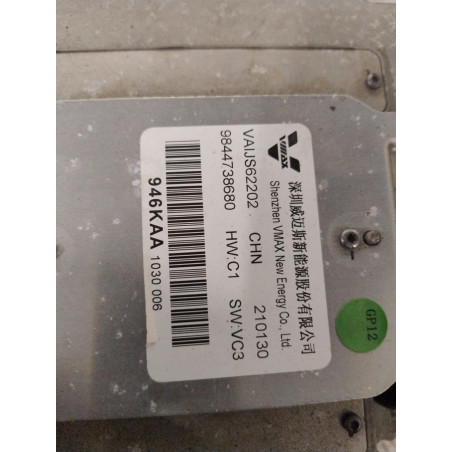 VMAX
深圳威迈斯新能源股份有限公司
Shenzhen VMAX New Energy Co., Ltd.
VAIJS62202 . CHN 210130
9844738680 HW:C1 SW:VC3
946KAA 1030 006
GP12